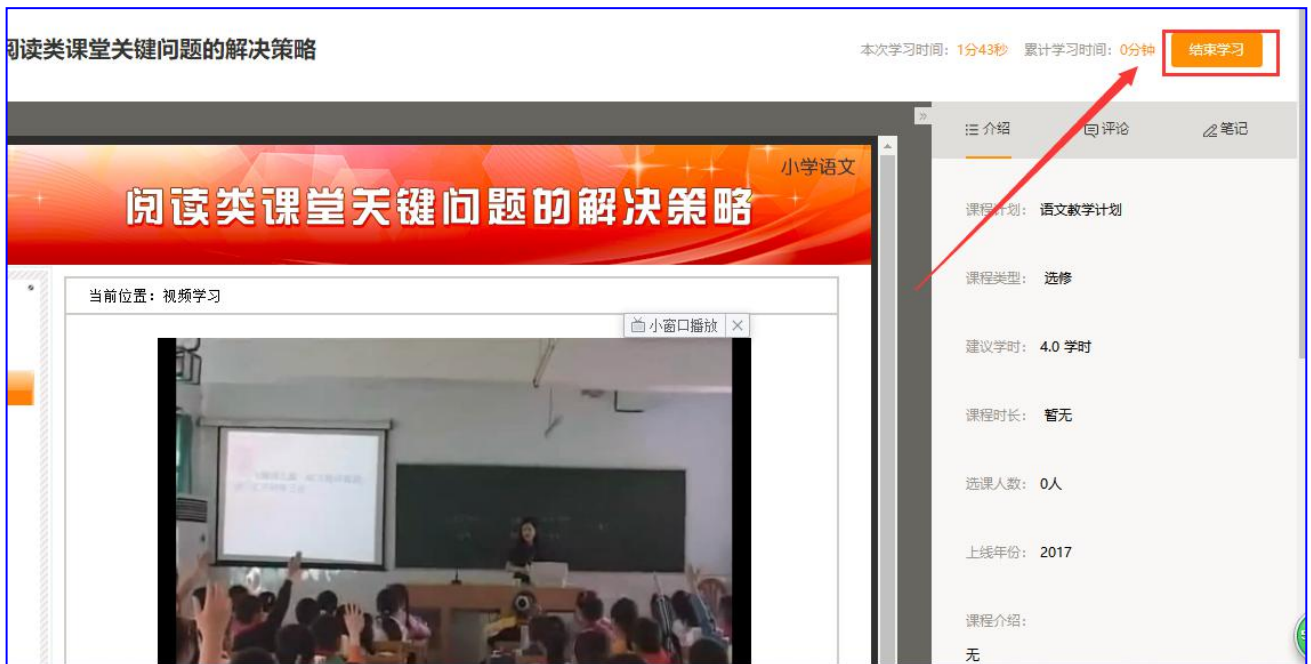 阅读类课堂关键问题的解决策略
本次学习时间：1分43秒 累计学习时间：0分钟 结束学习
介绍 评论 笔记
小学语文
阅读类课堂关键问题的解决策略
课程计划：语文教学计划
课程类型：选修
当前位置：视频学习
小窗口播放
建议学时：4.0 学时
课程时长：暂无
选课人数：0人
上线年份：2017
课程介绍：
无